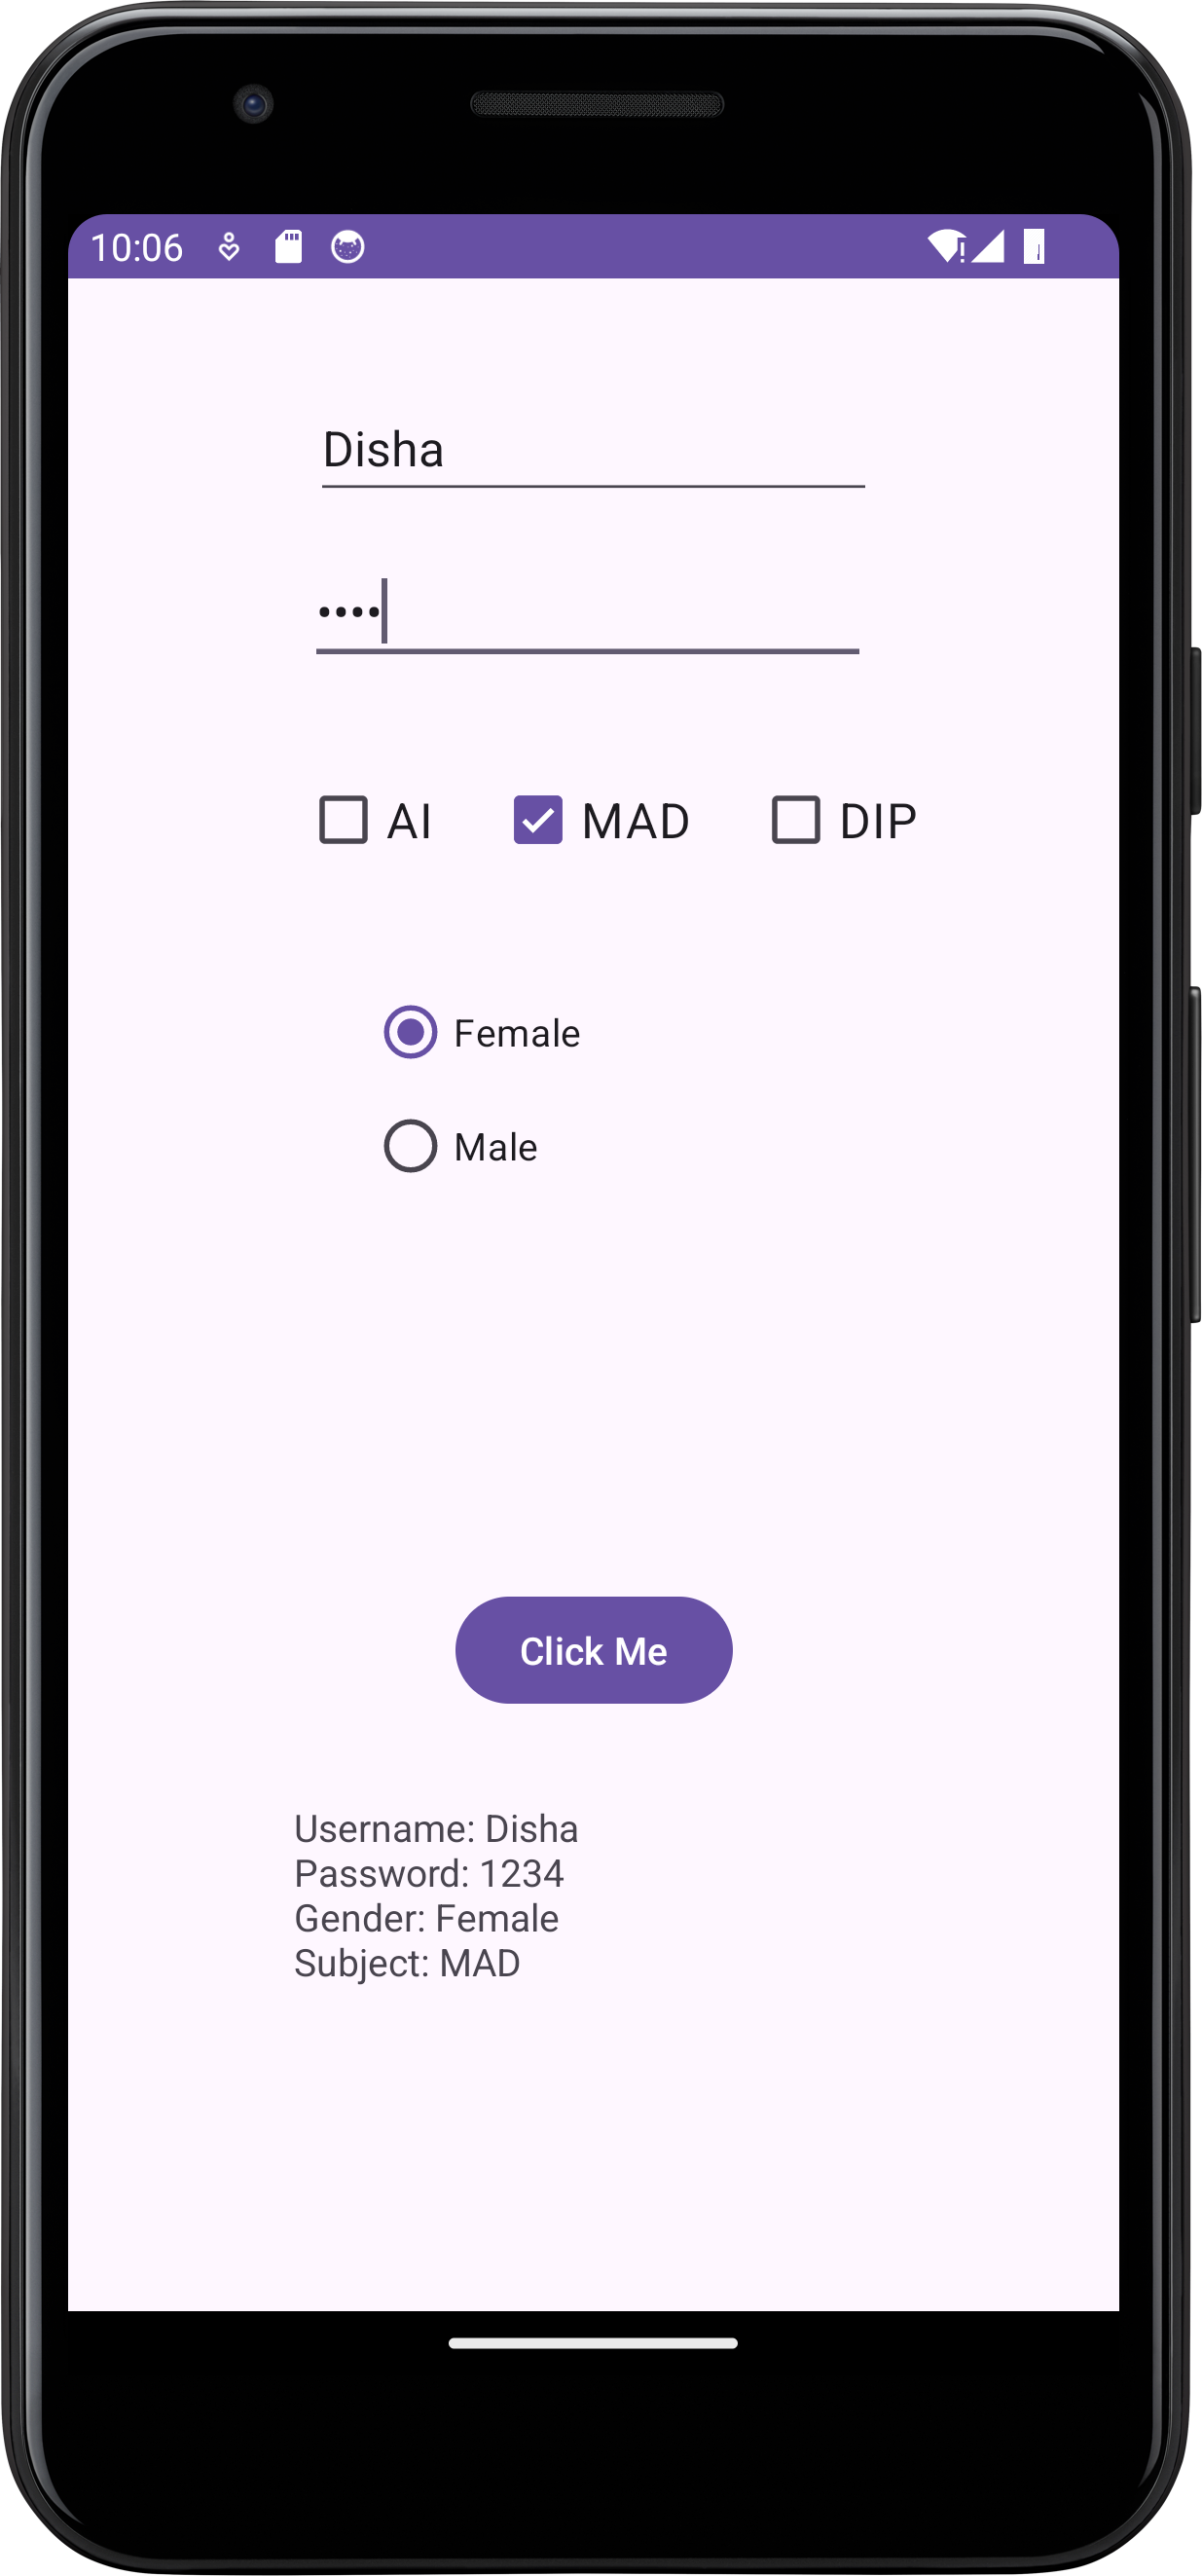 10:06
Disha
••••
AI MAD DIP
Female
Male
Click Me
Username: Disha
Password: 1234
Gender: Female
Subject: MAD